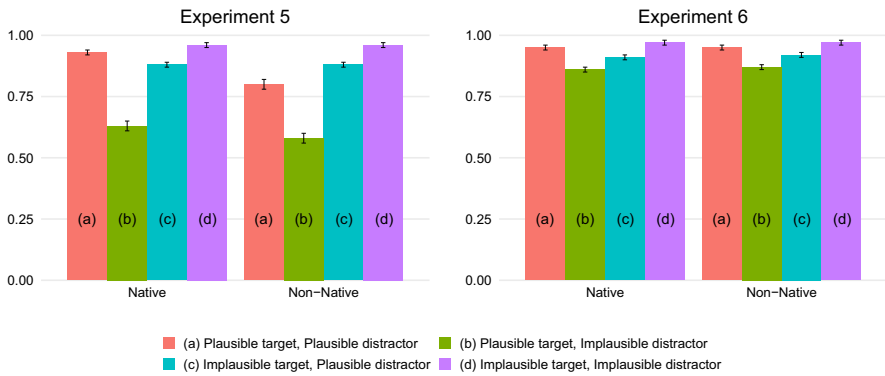 Experiment 5
1.00
0.75
0.50
0.25
0.00
(a) (b) (c) (d) (a) (b) (c) (d)
Native Non−Native
Experiment 6
1.00
0.75
0.50
0.25
0.00
(a) (b) (c) (d) (a) (b) (c) (d)
Native Non−Native
(a) Plausible target, Plausible distractor (b) Plausible target, Implausible distractor
(c) Implausible target, Plausible distractor (d) Implausible target, Implausible distractor